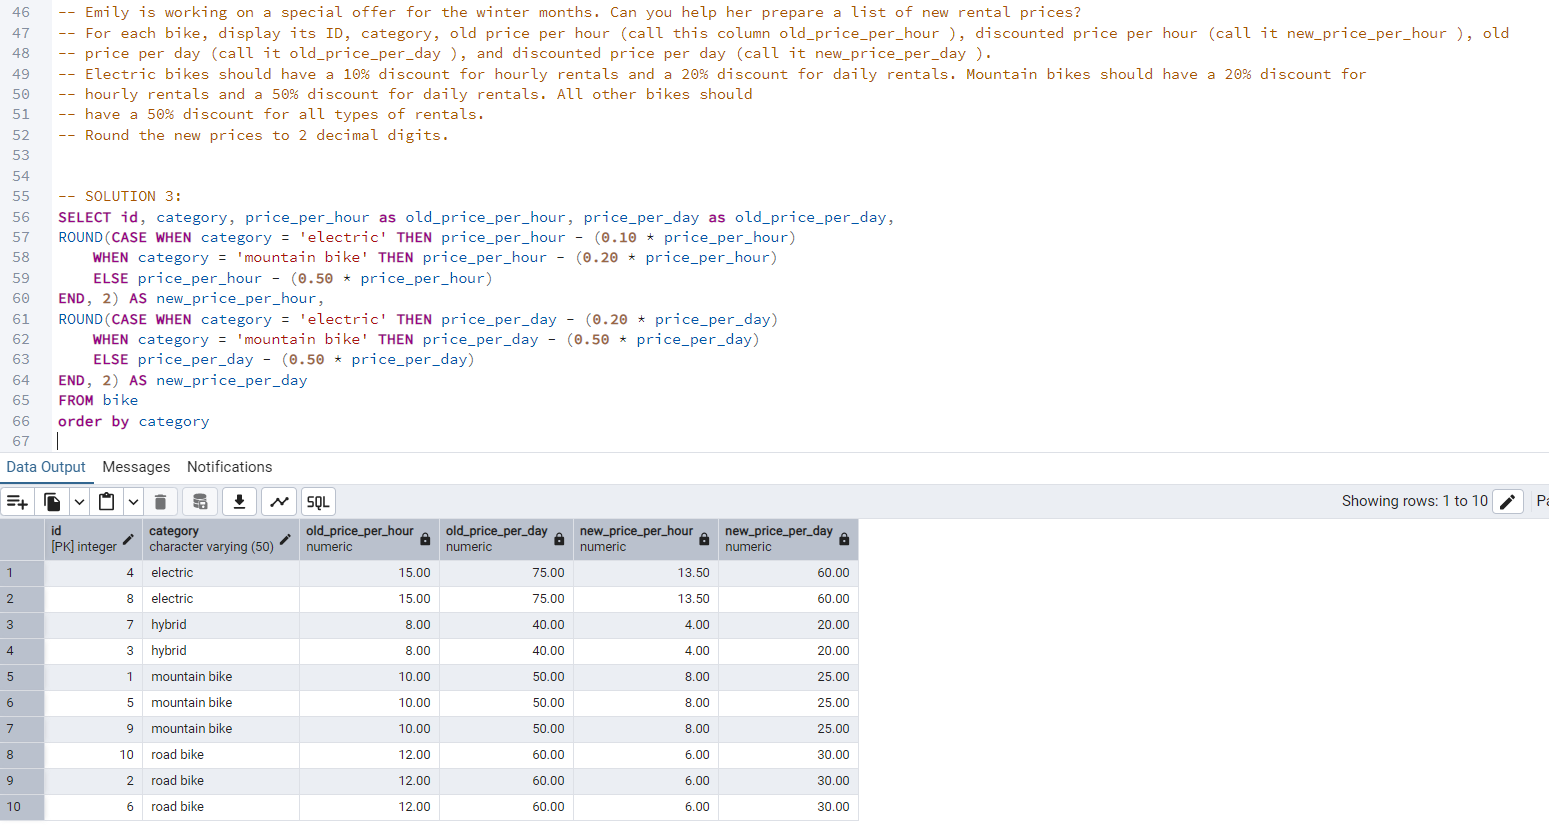 46 -- Emily is working on a special offer for the winter months. Can you help her prepare a list of new rental prices?
47 -- For each bike, display its ID, category, old price per hour (call this column old_price_per_hour ), discounted price per hour (call it new_price_per_hour ), old
48 -- price per day (call it old_price_per_day ), and discounted price per day (call it new_price_per_day ).
49 -- Electric bikes should have a 10% discount for hourly rentals and a 20% discount for daily rentals. Mountain bikes should have a 20% discount for
50 -- hourly rentals and a 50% discount for daily rentals. All other bikes should
51 -- have a 50% discount for all types of rentals.
52 -- Round the new prices to 2 decimal digits.
53
54
55 -- SOLUTION 3:
56 SELECT id, category, price_per_hour as old_price_per_hour, price_per_day as old_price_per_day,
57 ROUND(CASE WHEN category = 'electric' THEN price_per_hour - (0.10 * price_per_hour)
58 WHEN category = 'mountain bike' THEN price_per_hour - (0.20 * price_per_hour)
59 ELSE price_per_hour - (0.50 * price_per_hour)
60 END, 2) AS new_price_per_hour,
61 ROUND(CASE WHEN category = 'electric' THEN price_per_day - (0.20 * price_per_day)
62 WHEN category = 'mountain bike' THEN price_per_day - (0.50 * price_per_day)
63 ELSE price_per_day - (0.50 * price_per_day)
64 END, 2) AS new_price_per_day
65 FROM bike
66 order by category
67
Data Output Messages Notifications
SQL Showing rows: 1 to 10 Pa
id category old_price_per_hour old_price_per_day new_price_per_hour new_price_per_day
[PK] integer character varying (50) numeric numeric numeric numeric
1 4 electric 15.00 75.00 13.50 60.00
2 8 electric 15.00 75.00 13.50 60.00
3 7 hybrid 8.00 40.00 4.00 20.00
4 3 hybrid 8.00 40.00 4.00 20.00
5 1 mountain bike 10.00 50.00 8.00 25.00
6 5 mountain bike 10.00 50.00 8.00 25.00
7 9 mountain bike 10.00 50.00 8.00 25.00
8 10 road bike 12.00 60.00 6.00 30.00
9 2 road bike 12.00 60.00 6.00 30.00
10 6 road bike 12.00 60.00 6.00 30.00